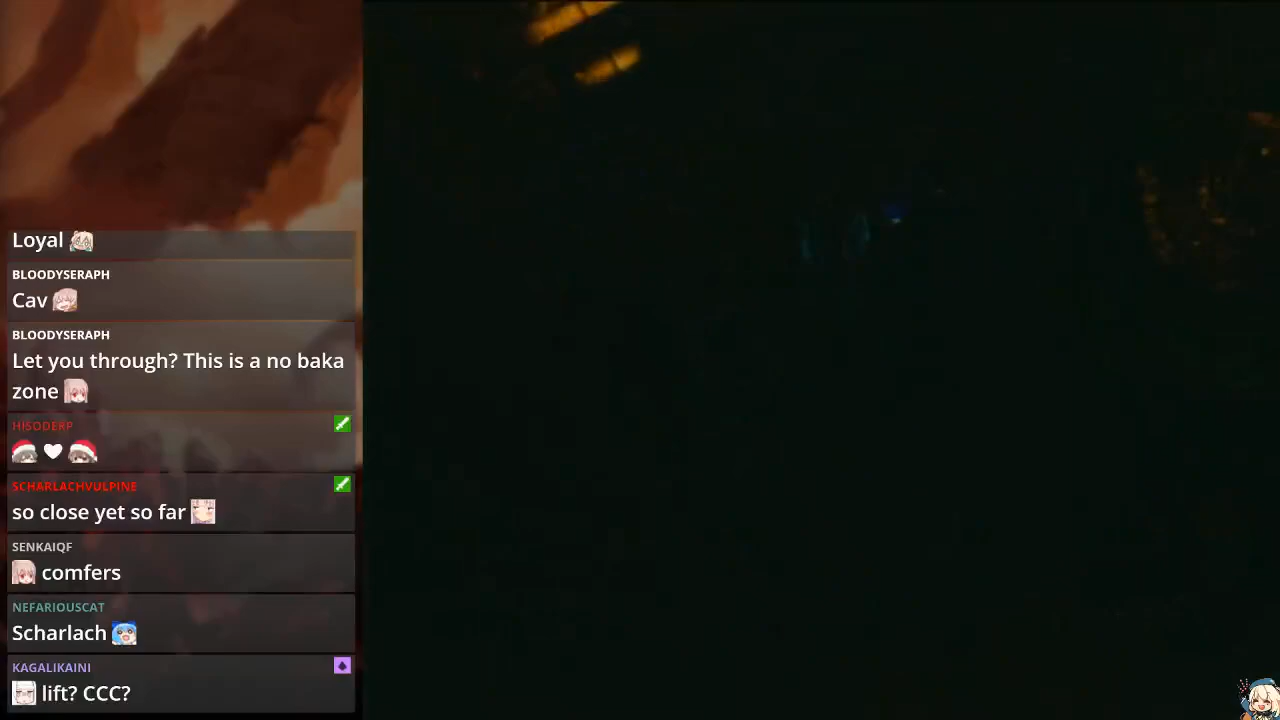 Loyal
BLOODYSERAPH
Cav
BLOODYSERAPH
Let you through? This is a no baka
zone
HISODERP
SCHARLACHVULPINE
so close yet so far
SENKAIQF
comfers
NEFARIOUSCAT
Scharlach
KAGALIKAINI
lift? CCC?